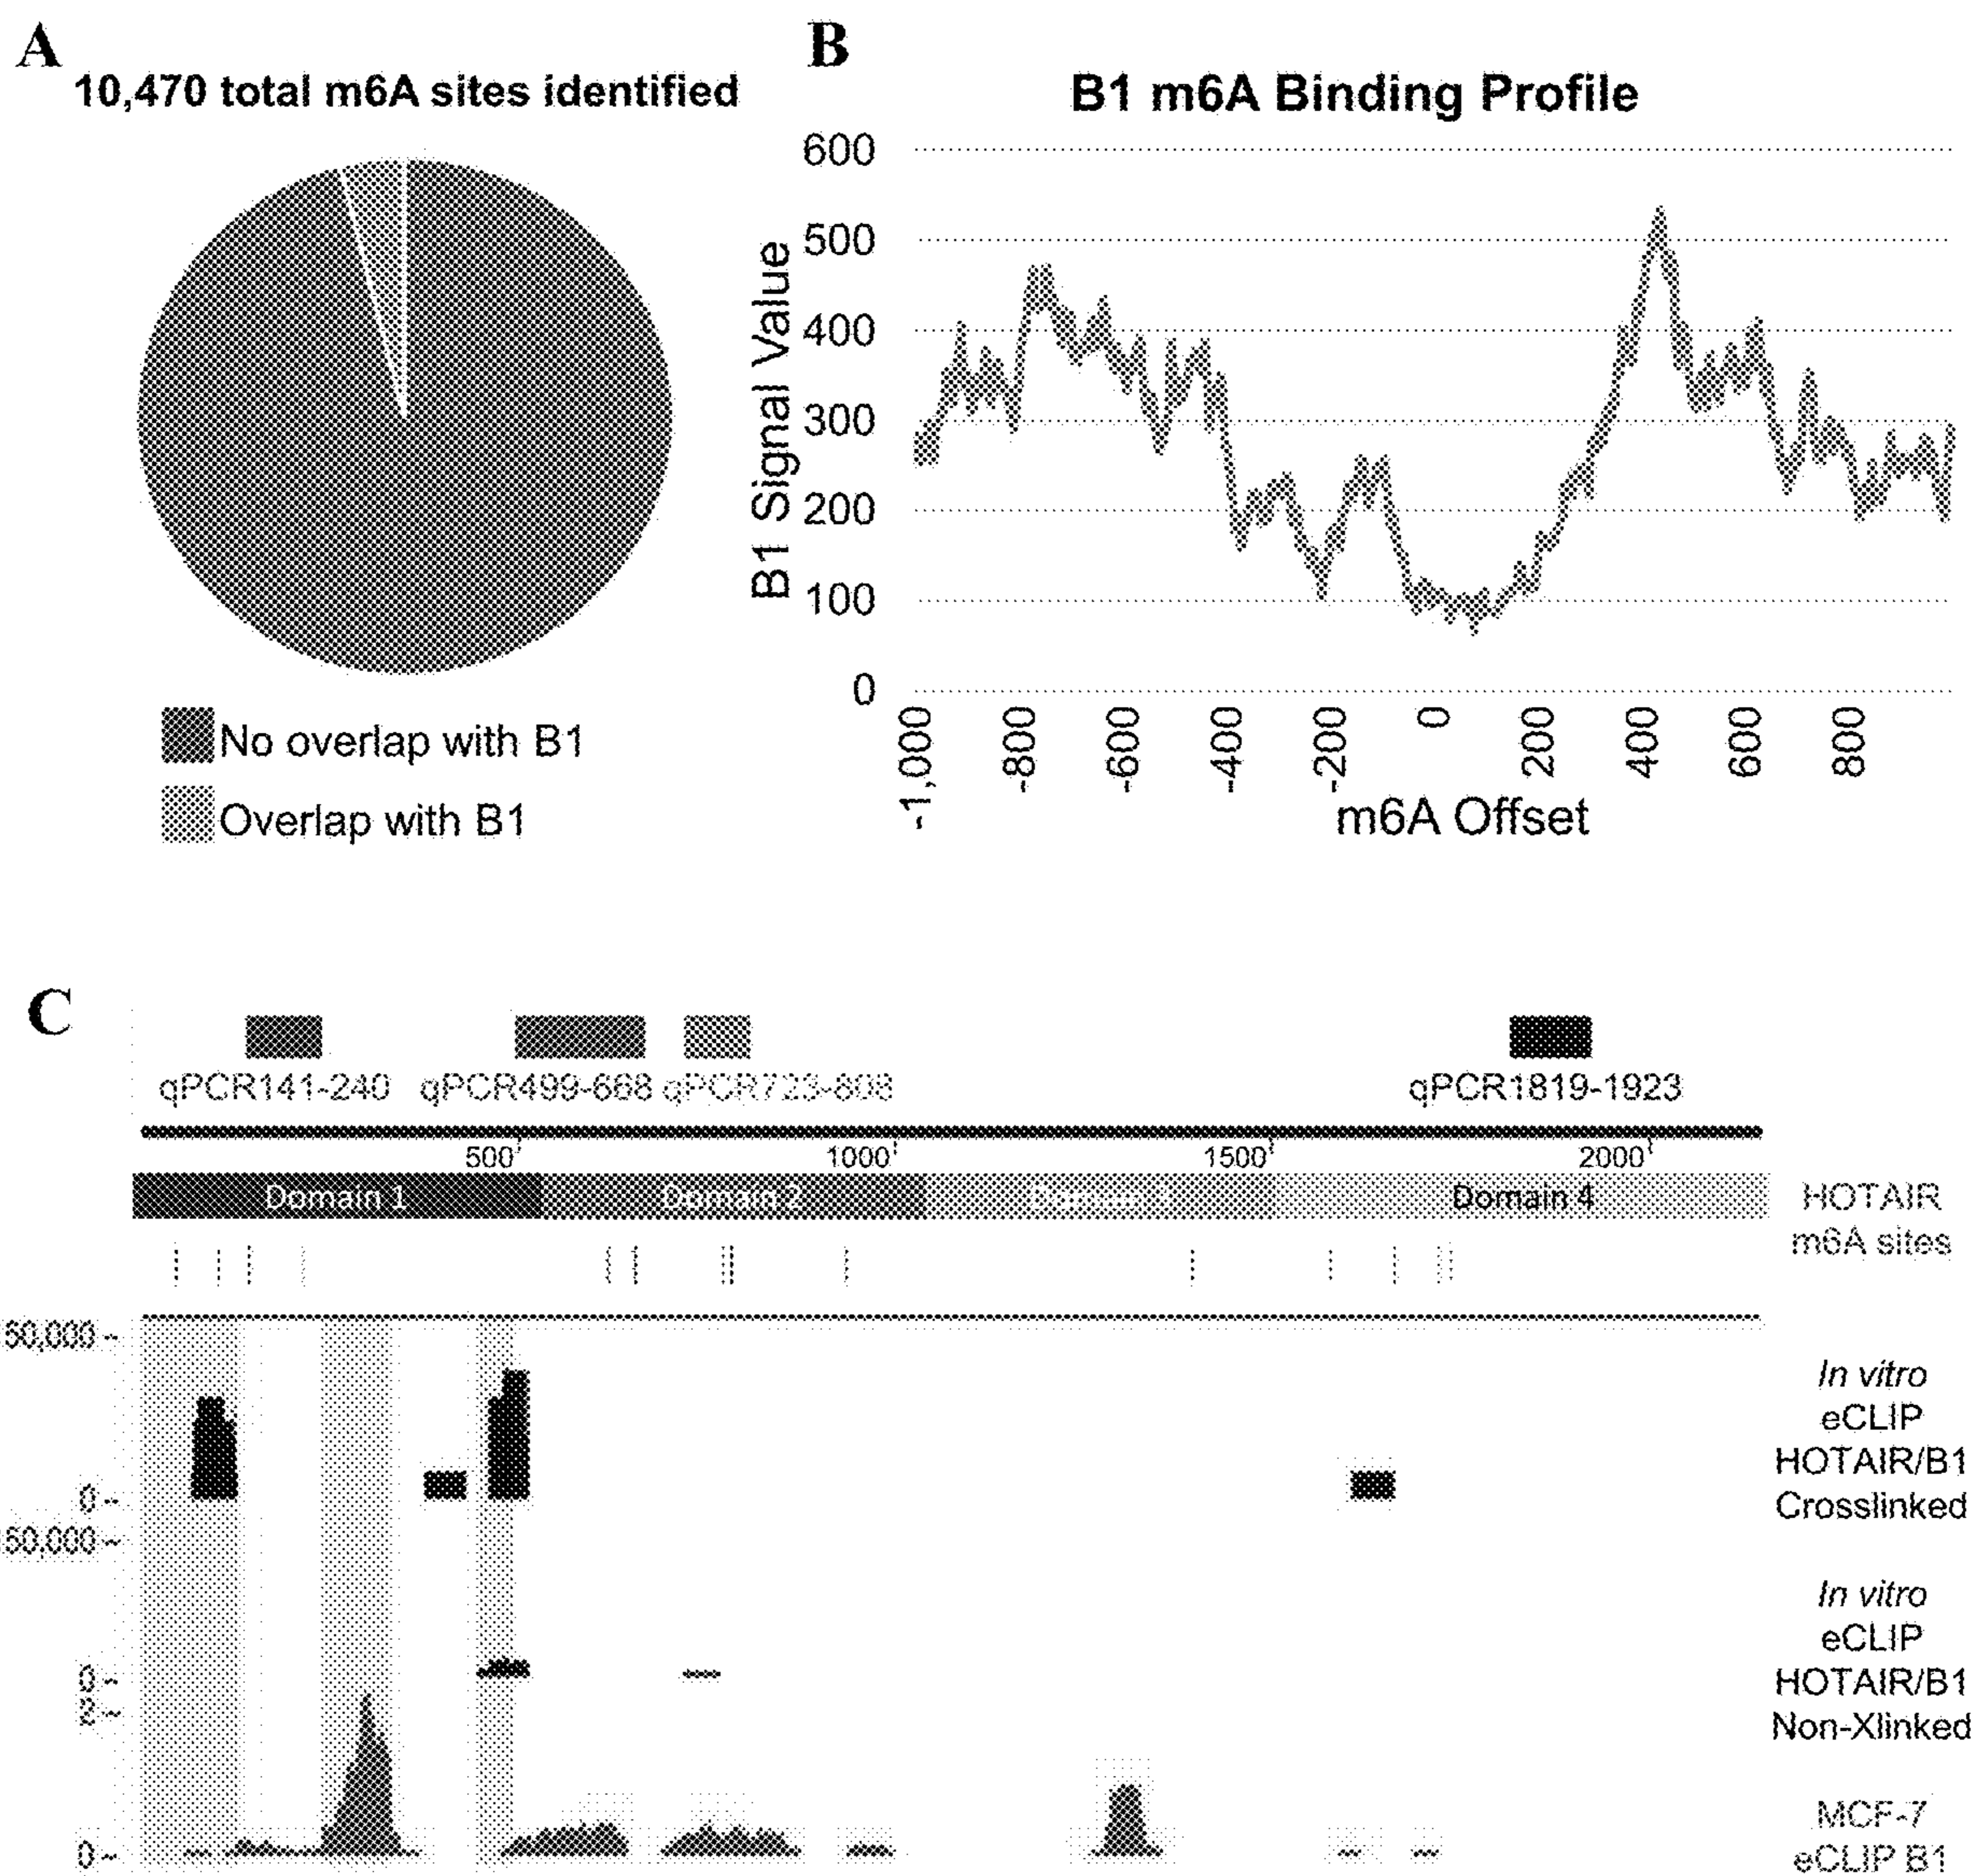 A
10,470 total m6A sites identified
No overlap with B1
Overlap with B1
B
B1 m6A Binding Profile
B1 Signal Value
600
500
400
300
200
100
0
-1,000
-800
-600
-400
-200
0
200
400
600
800
m6A Offset
C
qPCR141-240
qPCR499-668
qPCR723-808
qPCR1819-1923
500
1000
1500
2000
Domain 1
Domain 2
Domain 3
Domain 4
HOTAIR
m6A sites
50,000
0
In vitro
eCLIP
HOTAIR/B1
Crosslinked
50,000
0
In vitro
eCLIP
HOTAIR/B1
Non-Xlinked
2
0
MCF-7
eCLIP B1